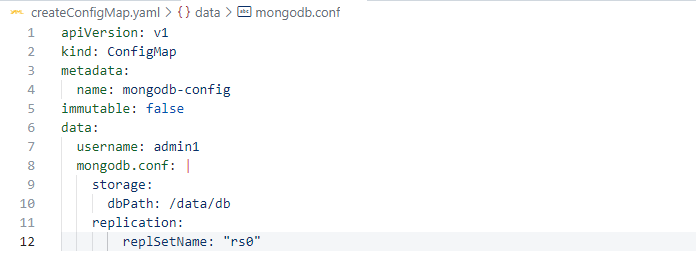 createConfigMap.yaml > {} data > abc mongodb.conf
1 apiVersion: v1
2 kind: ConfigMap
3 metadata:
4   name: mongodb-config
5 immutable: false
6 data:
7   username: admin1
8   mongodb.conf: |
9     storage:
10       dbPath: /data/db
11     replication:
12         replSetName: "rs0"